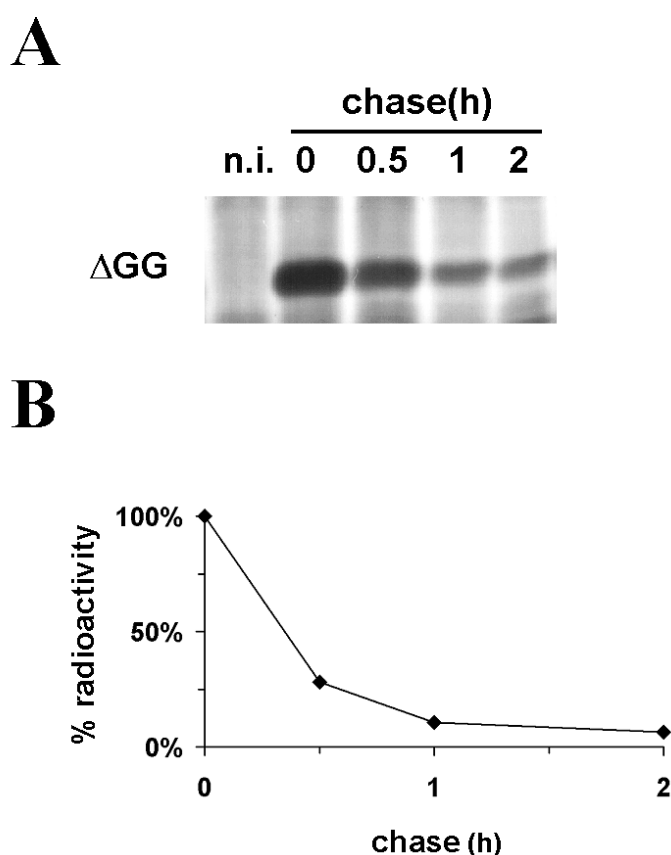 A
chase(h)
n.i. 0 0.5 1 2
ΔGG
B
100%
50%
0%
% radioactivity
0 1 2
chase (h)